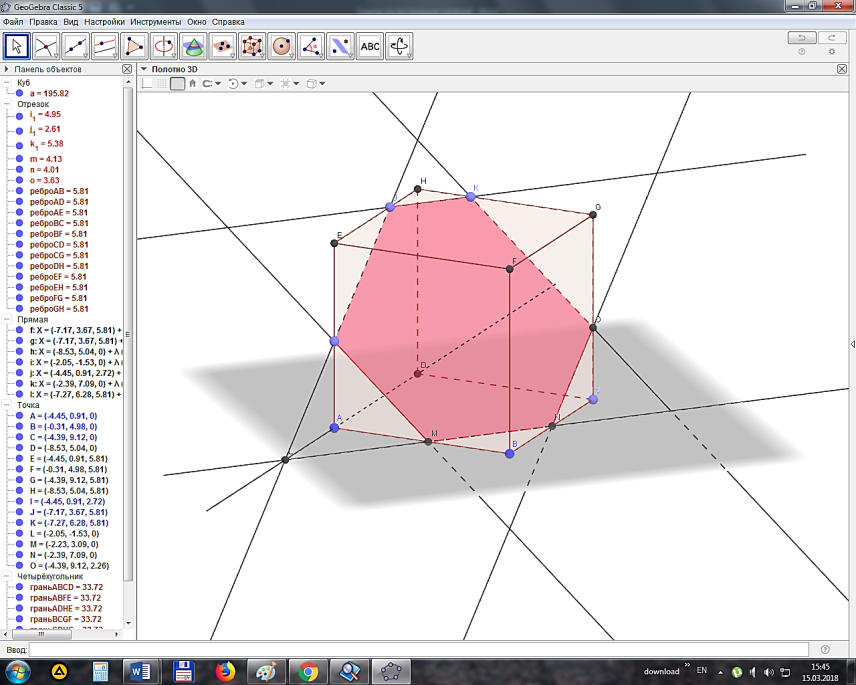 GeoGebra Classic 5
Файл Правка Вид Настройки Инструменты Окно Справка
ABC
Панель объектов
Полотно 3D
Куб
a = 195.82
Отрезок
i₁ = 4.95
j₁ = 2.61
k₁ = 5.38
m = 4.13
n = 4.01
o = 3.63
реброAB = 5.81
реброAD = 5.81
реброAE = 5.81
реброBC = 5.81
реброBF = 5.81
реброCD = 5.81
реброCG = 5.81
реброDH = 5.81
реброEF = 5.81
реброEH = 5.81
реброFG = 5.81
реброGH = 5.81
Прямая
f: X = (-7.17, 3.67, 5.81) +
g: X = (-7.17, 3.67, 5.81) +
h: X = (-8.53, 5.04, 0) + λ (
i: X = (-2.05, -1.53, 0) + λ (
j: X = (-4.45, 0.91, 2.72) +
k: X = (-2.39, 7.09, 0) + λ (
l: X = (-7.27, 6.28, 5.81) +
Точка
A = (-4.45, 0.91, 0)
B = (-0.31, 4.98, 0)
C = (-4.39, 9.12, 0)
D = (-8.53, 5.04, 0)
E = (-4.45, 0.91, 5.81)
F = (-0.31, 4.98, 5.81)
G = (-4.39, 9.12, 5.81)
H = (-8.53, 5.04, 5.81)
I = (-4.45, 0.91, 2.72)
J = (-7.17, 3.67, 5.81)
K = (-7.27, 6.28, 5.81)
L = (-2.05, -1.53, 0)
M = (-2.23, 3.09, 0)
N = (-2.39, 7.09, 0)
O = (-4.39, 9.12, 2.26)
Четырёхугольник
граньABCD = 33.72
граньABFE = 33.72
граньADHE = 33.72
граньBCGF = 33.72
H
K
E
G
F
D
A
M
B
Ввод:
download
EN
15:45
15.03.2018